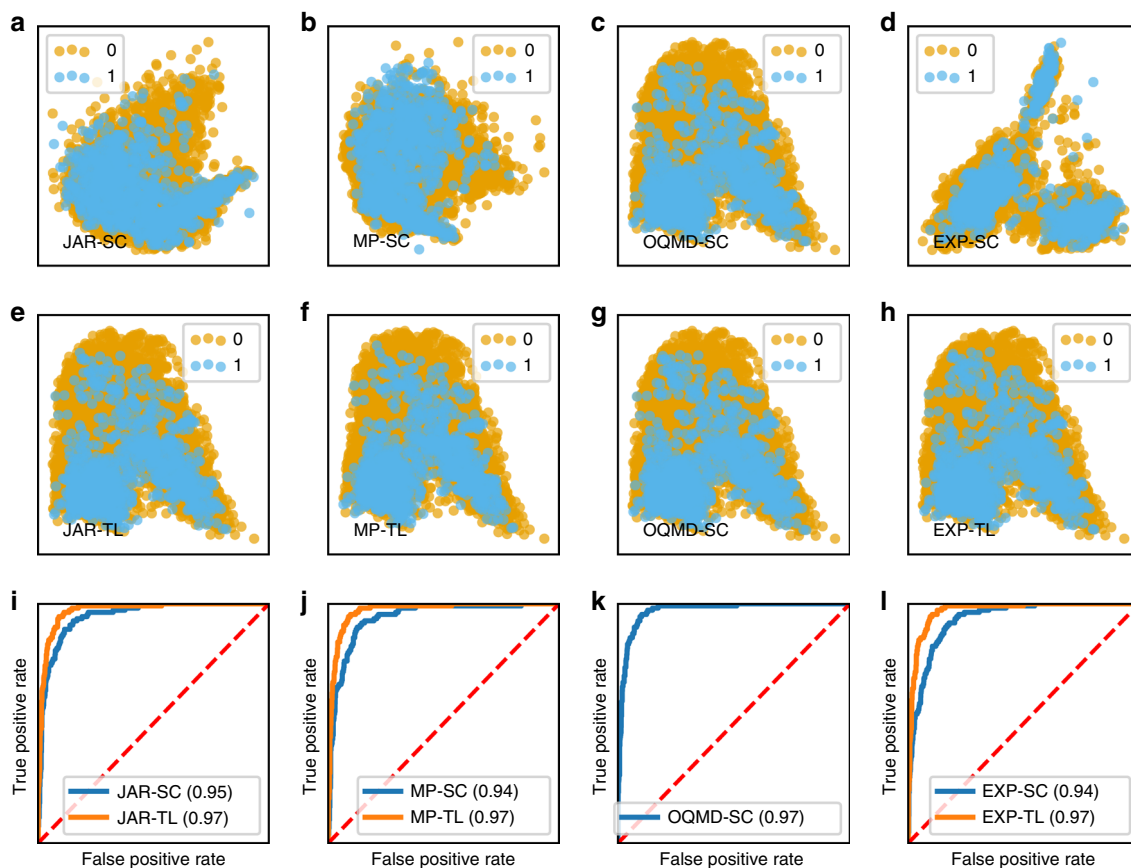 a
0
1
JAR-SC
b
0
1
MP-SC
c
0
1
OQMD-SC
d
0
1
EXP-SC
e
0
1
JAR-TL
f
0
1
MP-TL
g
0
1
OQMD-SC
h
0
1
EXP-TL
i
True positive rate
JAR-SC (0.95)
JAR-TL (0.97)
False positive rate
j
True positive rate
MP-SC (0.94)
MP-TL (0.97)
False positive rate
k
True positive rate
OQMD-SC (0.97)
False positive rate
l
True positive rate
EXP-SC (0.94)
EXP-TL (0.97)
False positive rate